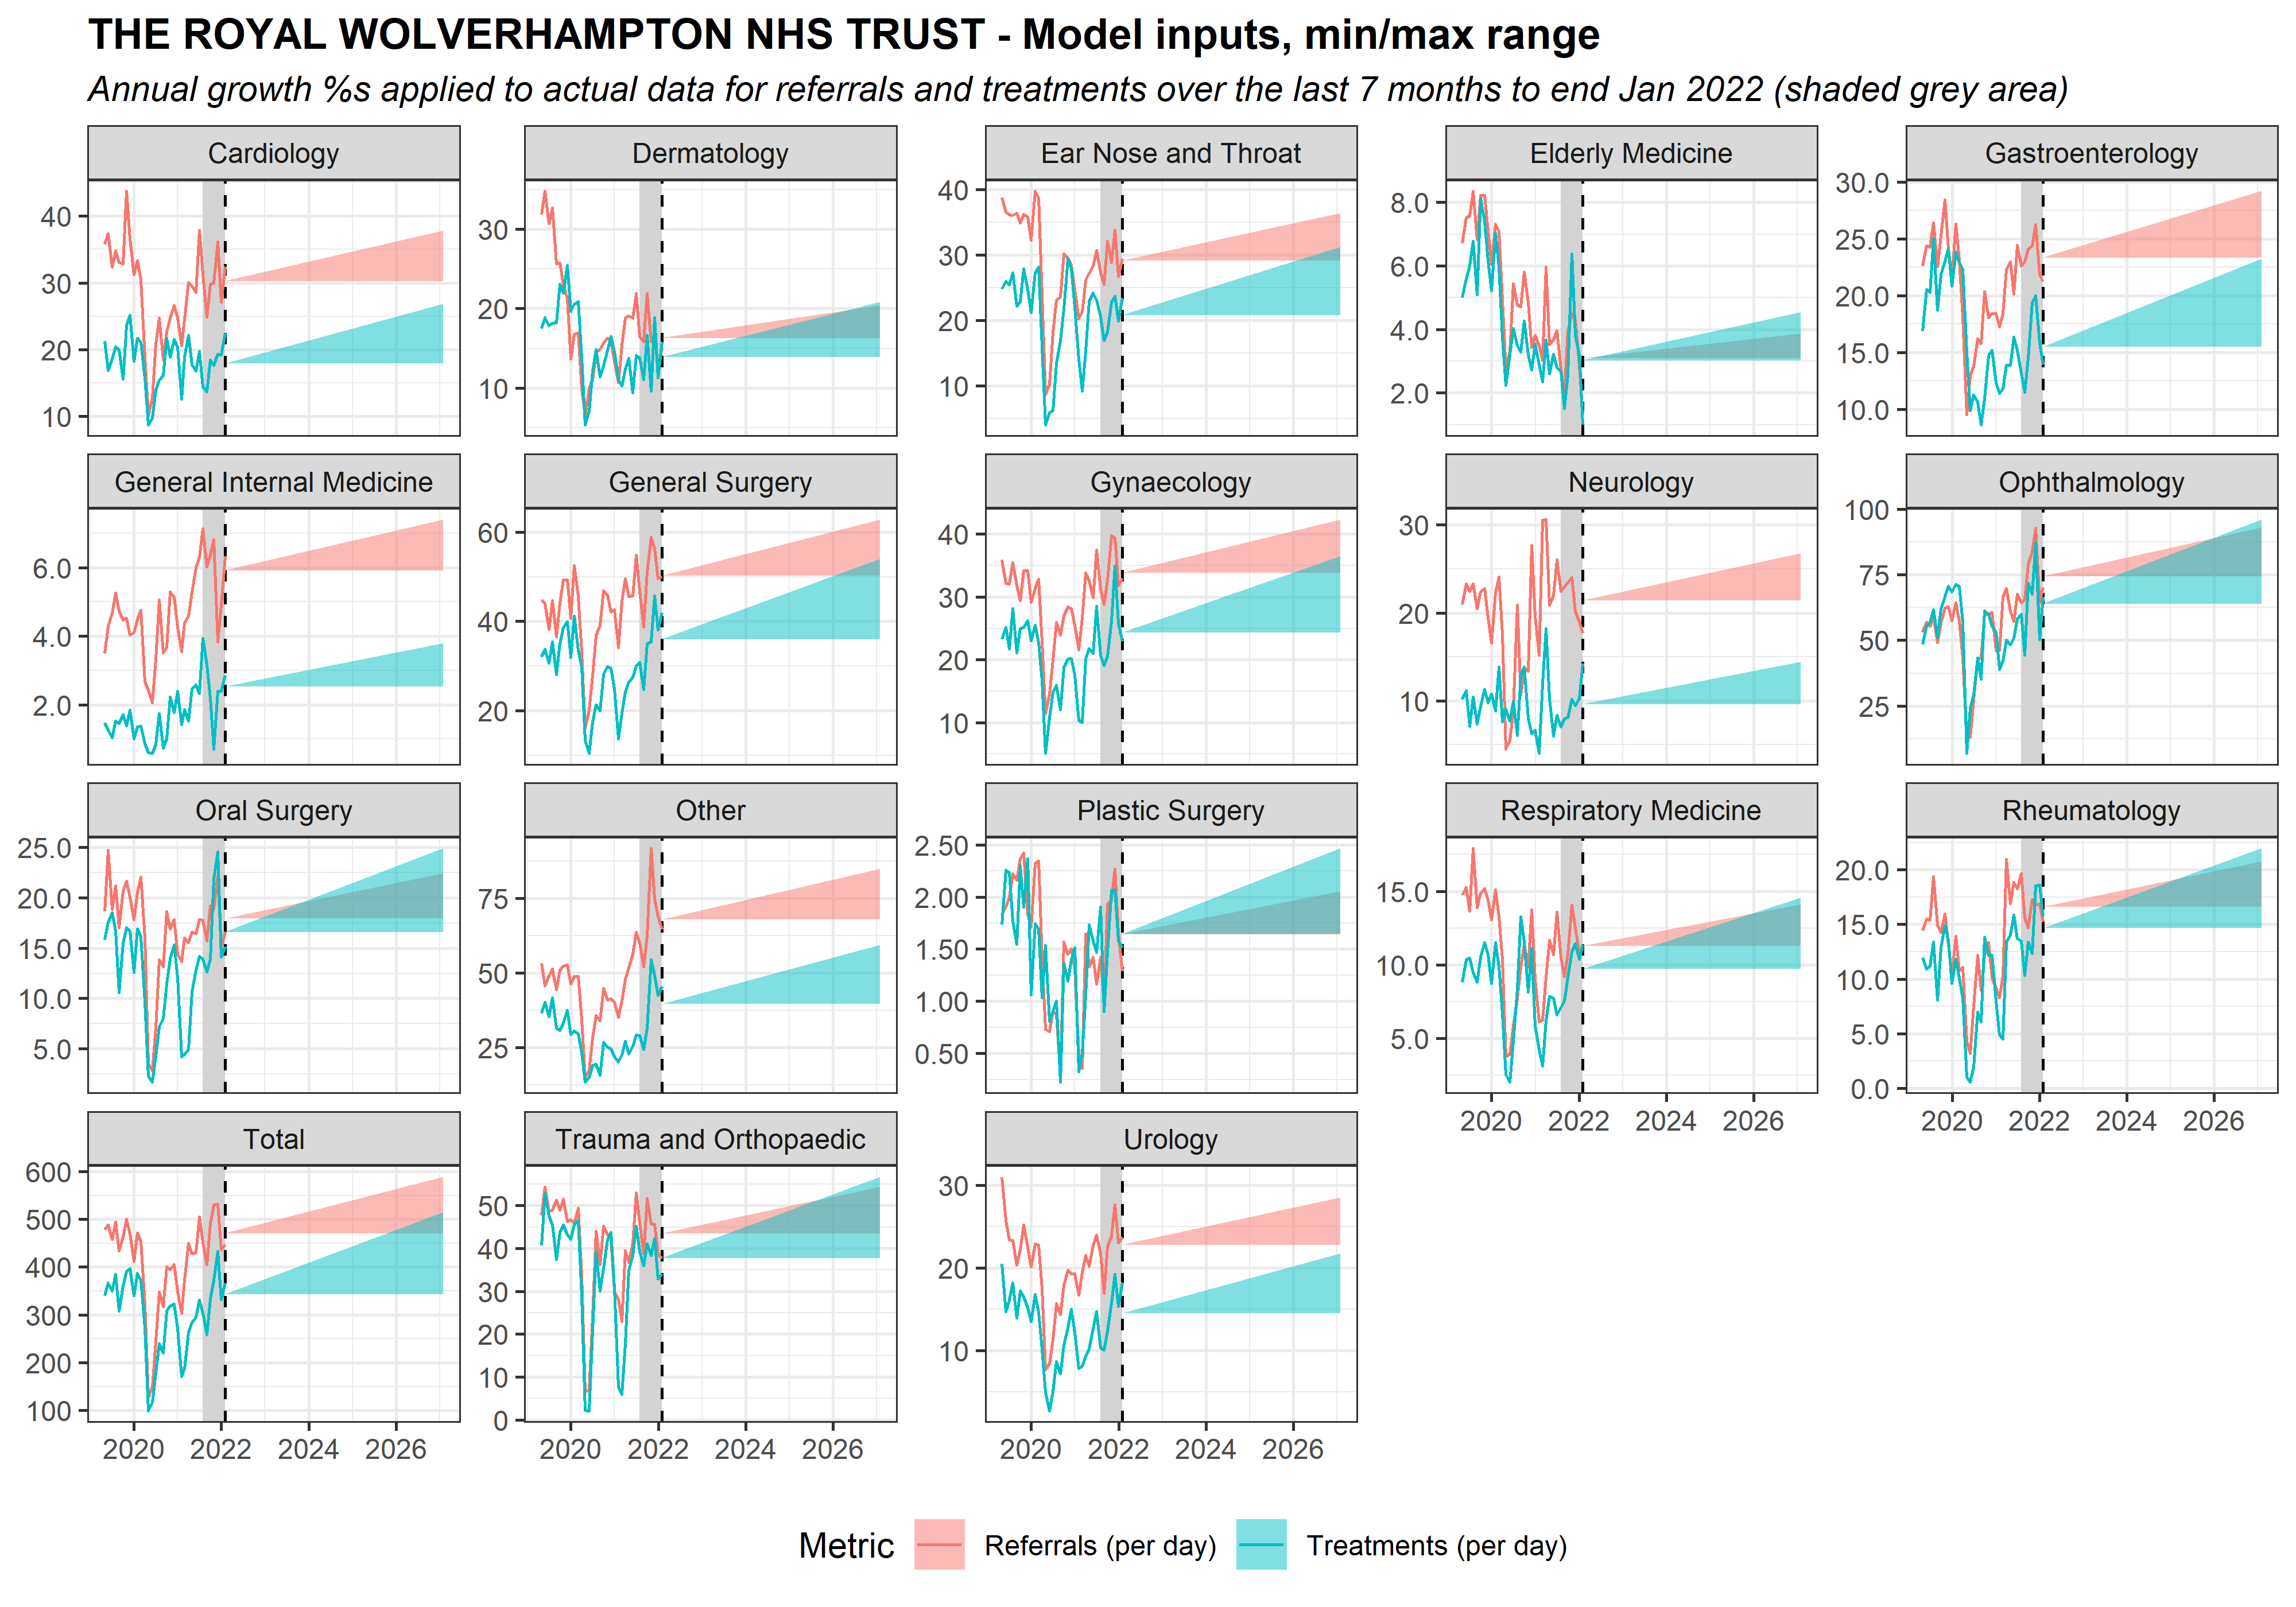 THE ROYAL WOLVERHAMPTON NHS TRUST - Model inputs, min/max range
Annual growth %s applied to actual data for referrals and treatments over the last 7 months to end Jan 2022 (shaded grey area)
Cardiology
40
30
20
10
Dermatology
30
20
10
Ear Nose and Throat
40
30
20
10
Elderly Medicine
8.0
6.0
4.0
2.0
Gastroenterology
30.0
25.0
20.0
15.0
10.0
General Internal Medicine
6.0
4.0
2.0
General Surgery
60
40
20
Gynaecology
40
30
20
10
Neurology
30
20
10
Ophthalmology
100
75
50
25
Oral Surgery
25.0
20.0
15.0
10.0
5.0
Other
75
50
25
Plastic Surgery
2.50
2.00
1.50
1.00
0.50
Respiratory Medicine
15.0
10.0
5.0
2020 2022 2024 2026
Rheumatology
20.0
15.0
10.0
5.0
0.0
2020 2022 2024 2026
Total
600
500
400
300
200
100
2020 2022 2024 2026
Trauma and Orthopaedic
50
40
30
20
10
0
2020 2022 2024 2026
Urology
30
20
10
2020 2022 2024 2026
Metric Referrals (per day) Treatments (per day)